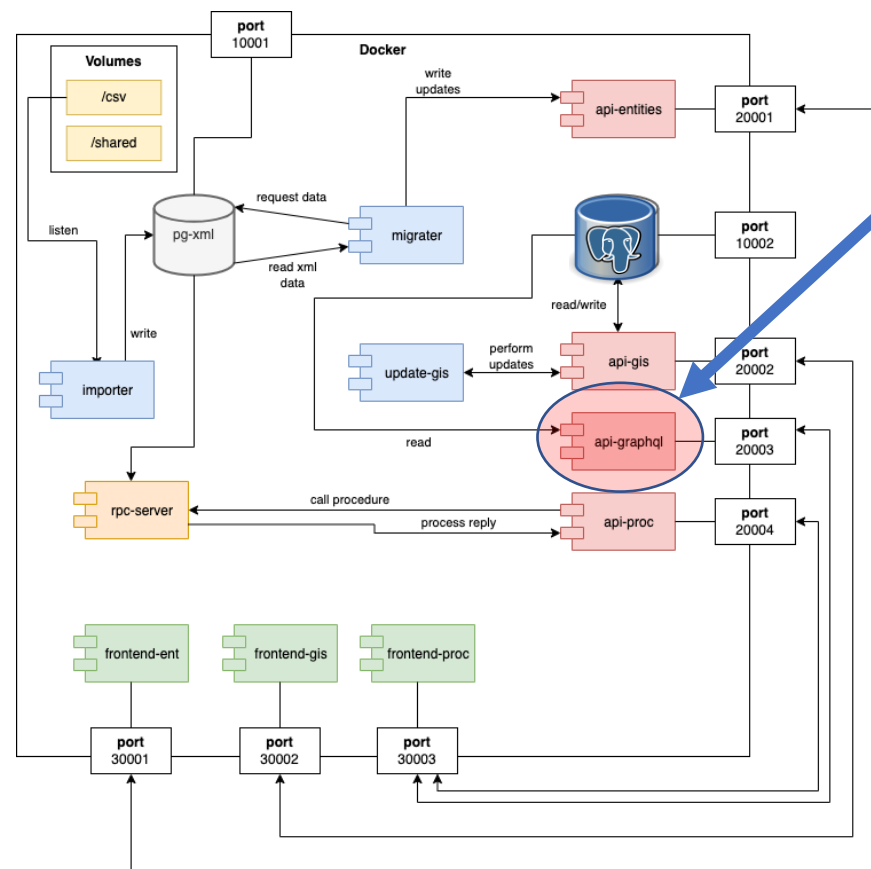 port
10001
Docker
Volumes
/csv
/shared
write
updates
api-entities
port
20001
request data
pg-xml
migrater
port
10002
listen
read xml
data
read/write
write
perform
updates
api-gis
port
20002
importer
update-gis
read
api-graphql
port
20003
call procedure
rpc-server
process reply
api-proc
port
20004
frontend-ent
frontend-gis
frontend-proc
port
30001
port
30002
port
30003